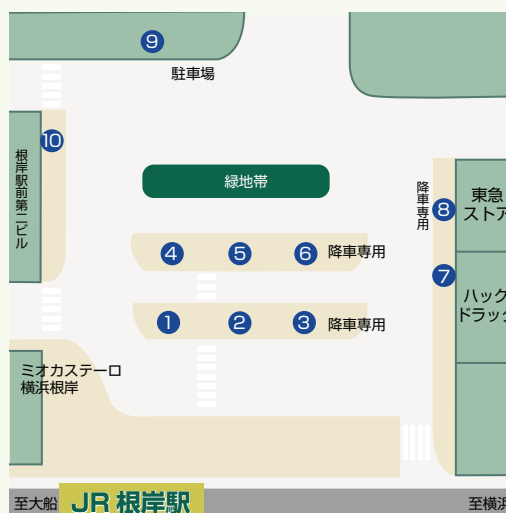 ⑨
駐車場
⑩
根岸駅前第二ビル
緑地帯
降車専用
⑧
東急
ストア
④
⑤
⑥
降車専用
⑦
ハック
ドラッグ
①
②
③
降車専用
ミオカステーロ
横浜根岸
至大船
JR 根岸駅
至横浜